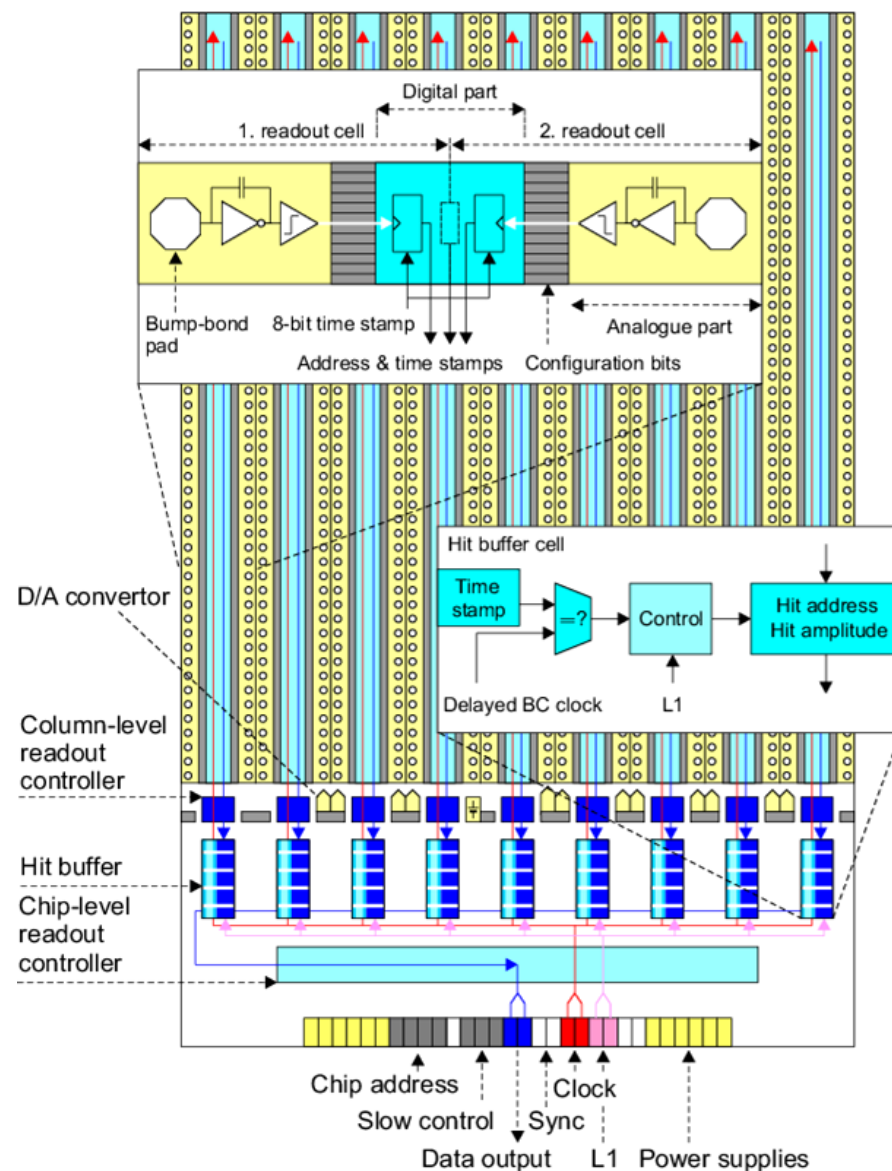 Digital part
1. readout cell
2. readout cell
Bump-bond
pad
8-bit time stamp
Analogue part
Address & time stamps
Configuration bits
Hit buffer cell
Time
stamp
=?
Control
Hit address
Hit amplitude
Delayed BC clock
L1
D/A convertor
Column-level
readout
controller
Hit buffer
Chip-level
readout
controller
Chip address
Clock
Slow control
Sync
Data output
L1
Power supplies